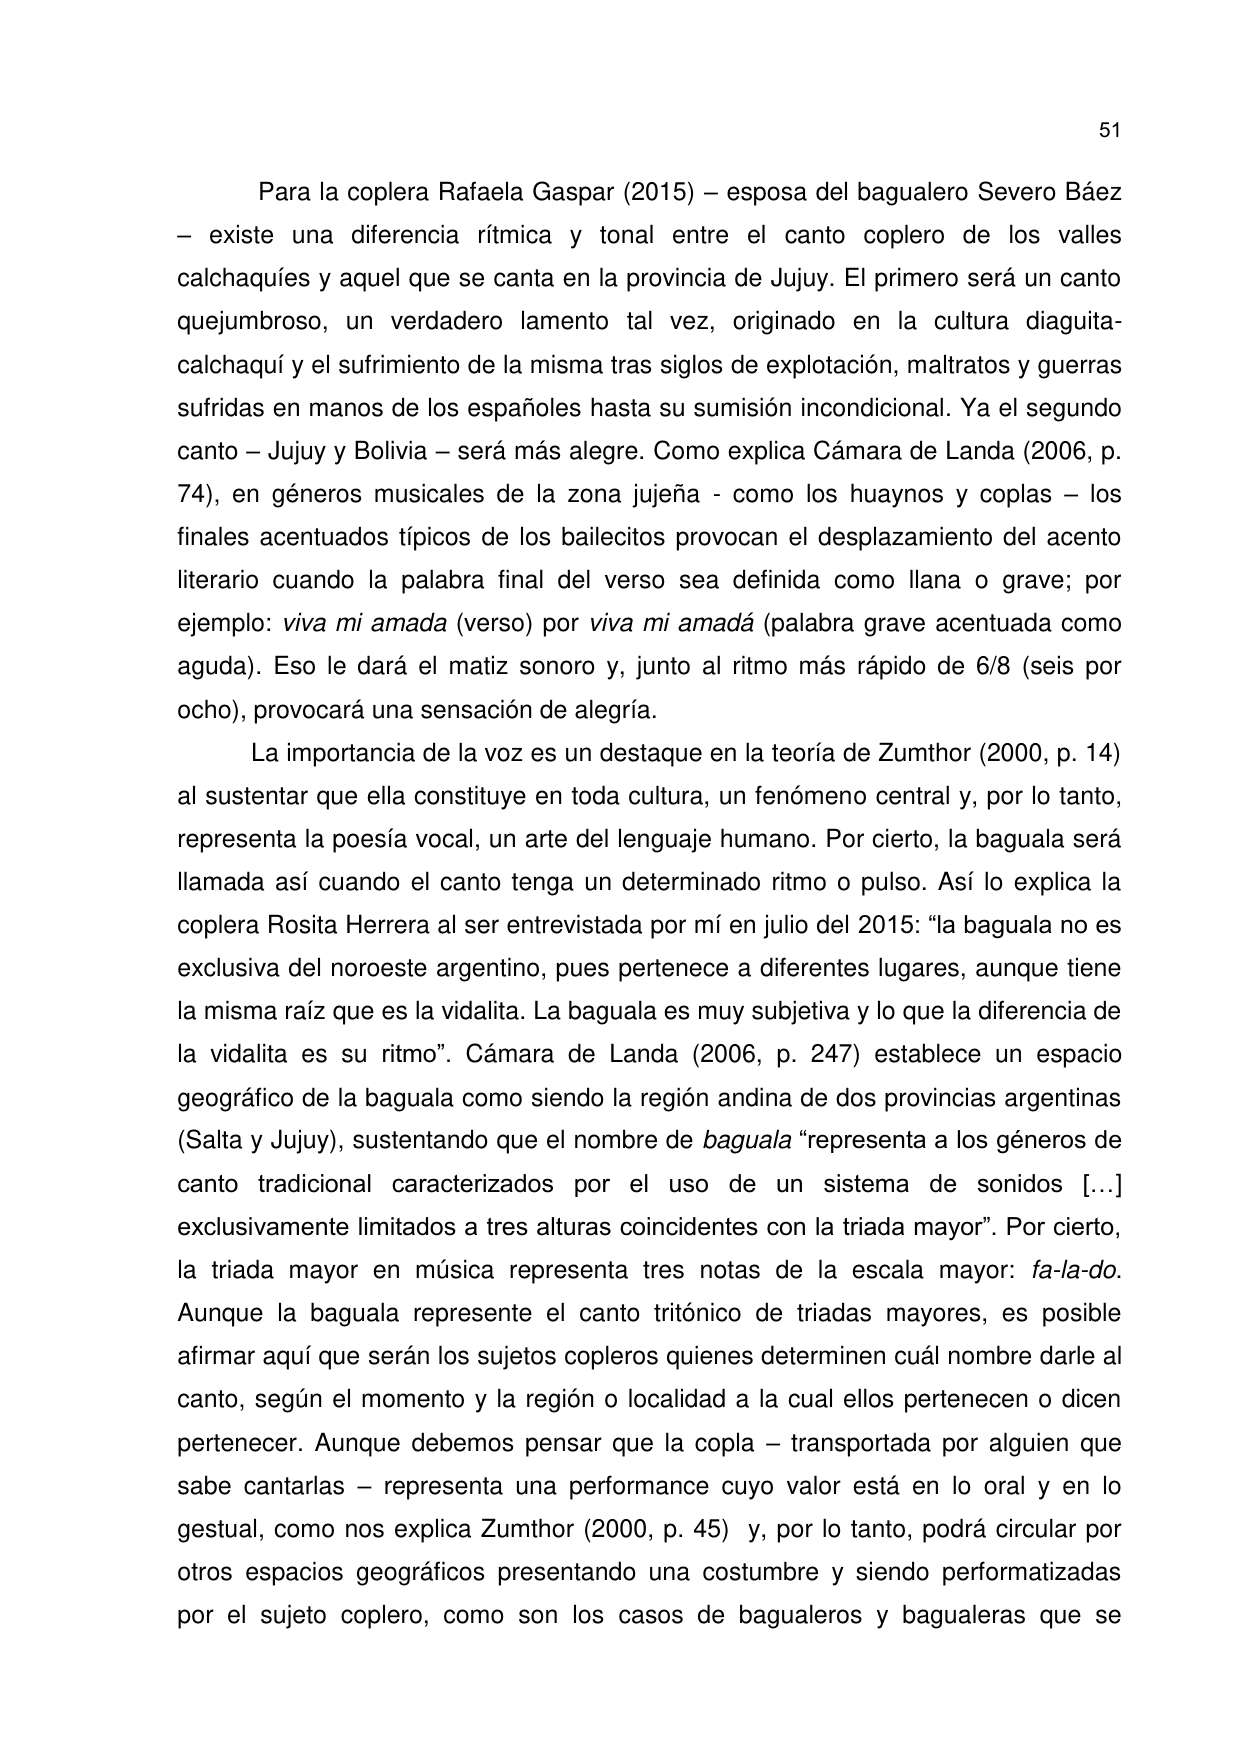 51
Para la coplera Rafaela Gaspar (2015) – esposa del bagualero Severo Báez
– existe una diferencia rítmica y tonal entre el canto coplero de los valles
calchaquíes y aquel que se canta en la provincia de Jujuy. El primero será un canto
quejumbroso, un verdadero lamento tal vez, originado en la cultura diaguita-
calchaquí y el sufrimiento de la misma tras siglos de explotación, maltratos y guerras
sufridas en manos de los españoles hasta su sumisión incondicional. Ya el segundo
canto – Jujuy y Bolivia – será más alegre. Como explica Cámara de Landa (2006, p.
74), en géneros musicales de la zona jujeña - como los huaynos y coplas – los
finales acentuados típicos de los bailecitos provocan el desplazamiento del acento
literario cuando la palabra final del verso sea definida como llana o grave; por
ejemplo: viva mi amada (verso) por viva mi amadá (palabra grave acentuada como
aguda). Eso le dará el matiz sonoro y, junto al ritmo más rápido de 6/8 (seis por
ocho), provocará una sensación de alegría.
La importancia de la voz es un destaque en la teoría de Zumthor (2000, p. 14)
al sustentar que ella constituye en toda cultura, un fenómeno central y, por lo tanto,
representa la poesía vocal, un arte del lenguaje humano. Por cierto, la baguala será
llamada así cuando el canto tenga un determinado ritmo o pulso. Así lo explica la
coplera Rosita Herrera al ser entrevistada por mí en julio del 2015: “la baguala no es
exclusiva del noroeste argentino, pues pertenece a diferentes lugares, aunque tiene
la misma raíz que es la vidalita. La baguala es muy subjetiva y lo que la diferencia de
la vidalita es su ritmo”. Cámara de Landa (2006, p. 247) establece un espacio
geográfico de la baguala como siendo la región andina de dos provincias argentinas
(Salta y Jujuy), sustentando que el nombre de baguala “representa a los géneros de
canto tradicional caracterizados por el uso de un sistema de sonidos […]
exclusivamente limitados a tres alturas coincidentes con la triada mayor”. Por cierto,
la triada mayor en música representa tres notas de la escala mayor: fa-la-do.
Aunque la baguala represente el canto tritónico de triadas mayores, es posible
afirmar aquí que serán los sujetos copleros quienes determinen cuál nombre darle al
canto, según el momento y la región o localidad a la cual ellos pertenecen o dicen
pertenecer. Aunque debemos pensar que la copla – transportada por alguien que
sabe cantarlas – representa una performance cuyo valor está en lo oral y en lo
gestual, como nos explica Zumthor (2000, p. 45)  y, por lo tanto, podrá circular por
otros espacios geográficos presentando una costumbre y siendo performatizadas
por el sujeto coplero, como son los casos de bagualeros y bagualeras que se